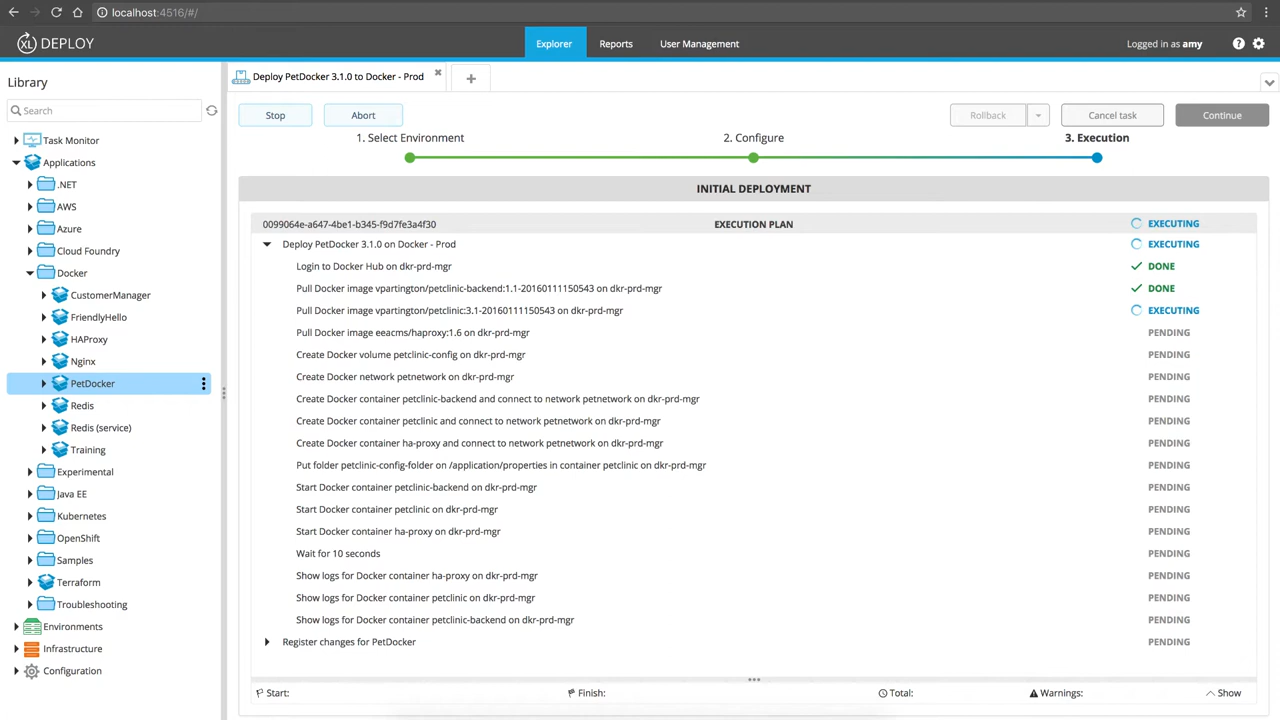 localhost:4516/#/
XL DEPLOY
Explorer
Reports
User Management
Logged in as amy
Library
Search
Task Monitor
Applications
.NET
AWS
Azure
Cloud Foundry
Docker
CustomerManager
FriendlyHello
HAProxy
Nginx
PetDocker
Redis
Redis (service)
Training
Experimental
Java EE
Kubernetes
OpenShift
Samples
Terraform
Troubleshooting
Environments
Infrastructure
Configuration
Deploy PetDocker 3.1.0 to Docker - Prod
Stop
Abort
Rollback
Cancel task
Continue
1. Select Environment
2. Configure
3. Execution
INITIAL DEPLOYMENT
0099064e-a647-4be1-b345-f9d7fe3a4f30 EXECUTION PLAN EXECUTING
Deploy PetDocker 3.1.0 on Docker - Prod EXECUTING
Login to Docker Hub on dkr-prd-mgr DONE
Pull Docker image vpartington/petclinic-backend:1.1-20160111150543 on dkr-prd-mgr DONE
Pull Docker image vpartington/petclinic:3.1-20160111150543 on dkr-prd-mgr EXECUTING
Pull Docker image eeacms/haproxy:1.6 on dkr-prd-mgr PENDING
Create Docker volume petclinic-config on dkr-prd-mgr PENDING
Create Docker network petnetwork on dkr-prd-mgr PENDING
Create Docker container petclinic-backend and connect to network petnetwork on dkr-prd-mgr PENDING
Create Docker container petclinic and connect to network petnetwork on dkr-prd-mgr PENDING
Create Docker container ha-proxy and connect to network petnetwork on dkr-prd-mgr PENDING
Put folder petclinic-config-folder on /application/properties in container petclinic on dkr-prd-mgr PENDING
Start Docker container petclinic-backend on dkr-prd-mgr PENDING
Start Docker container petclinic on dkr-prd-mgr PENDING
Start Docker container ha-proxy on dkr-prd-mgr PENDING
Wait for 10 seconds PENDING
Show logs for Docker container ha-proxy on dkr-prd-mgr PENDING
Show logs for Docker container petclinic on dkr-prd-mgr PENDING
Show logs for Docker container petclinic-backend on dkr-prd-mgr PENDING
Register changes for PetDocker PENDING
Start: Finish: Total: Warnings: Show